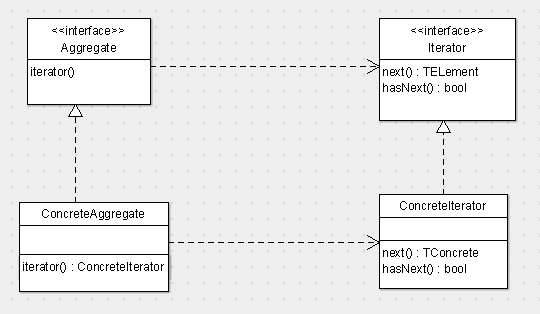 <<interface>>
Aggregate
iterator()
<<interface>>
Iterator
next() : TELement
hasNext() : bool
ConcreteAggregate
iterator() : ConcreteIterator
ConcreteIterator
next() : TConcrete
hasNext() : bool